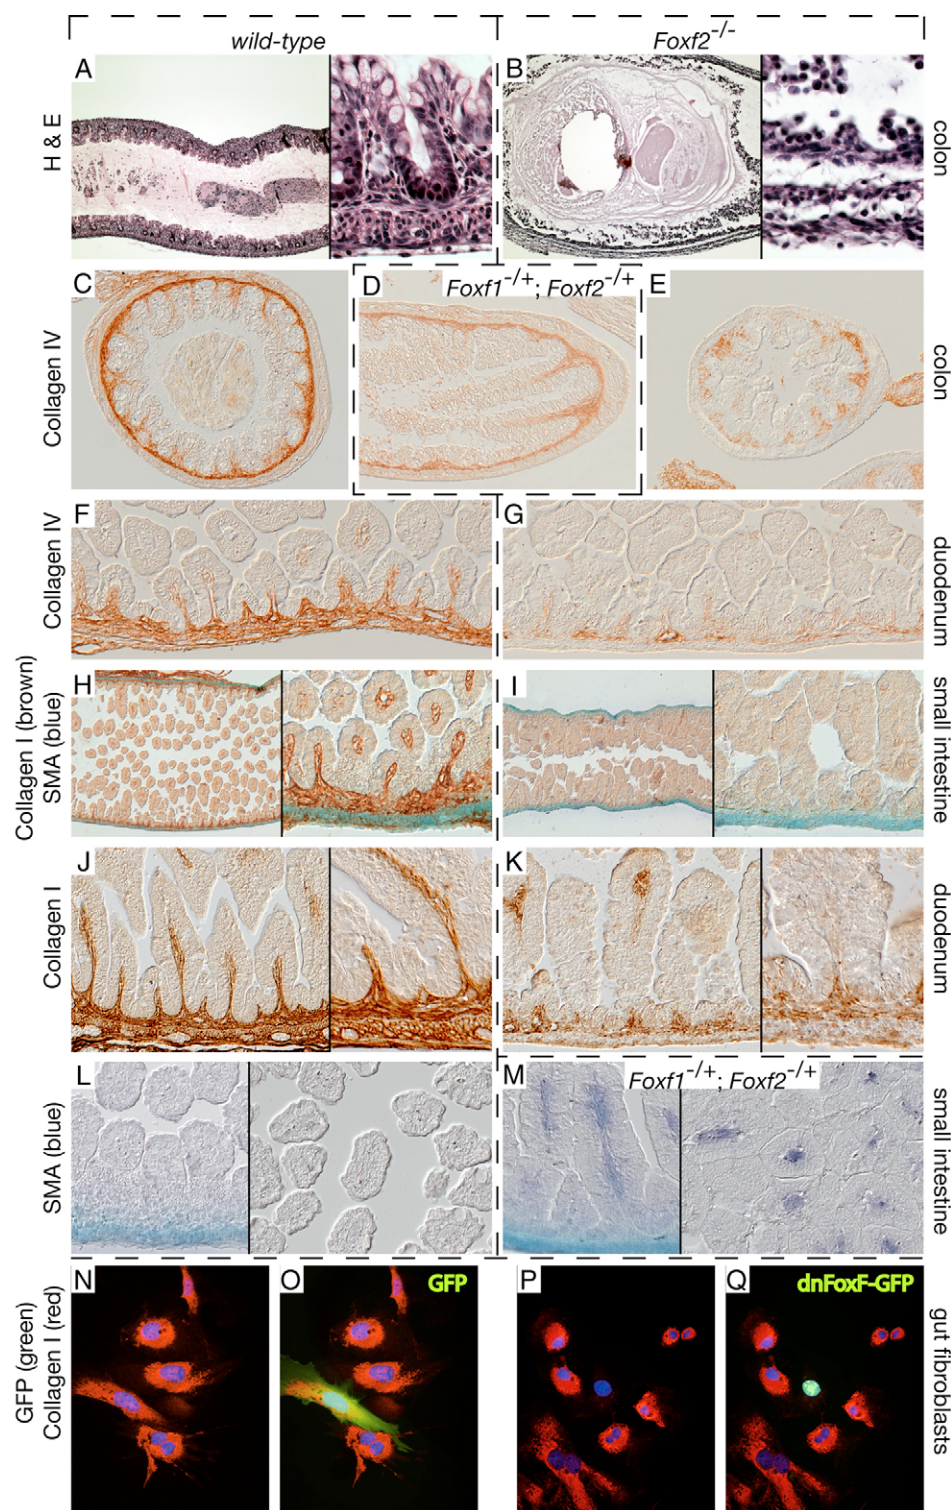 wild-type
Foxf2-/-
A
B
H & E
colon
C
D
Foxf1-/+; Foxf2-/+
E
Collagen IV
colon
F
G
Collagen IV
duodenum
H
I
Collagen I (brown)
SMA (blue)
small intestine
J
K
Collagen I
duodenum
L
M
Foxf1-/+; Foxf2-/+
SMA (blue)
small intestine
N
O
GFP
P
Q
dnFoxF-GFP
GFP (green)
Collagen I (red)
gut fibroblasts